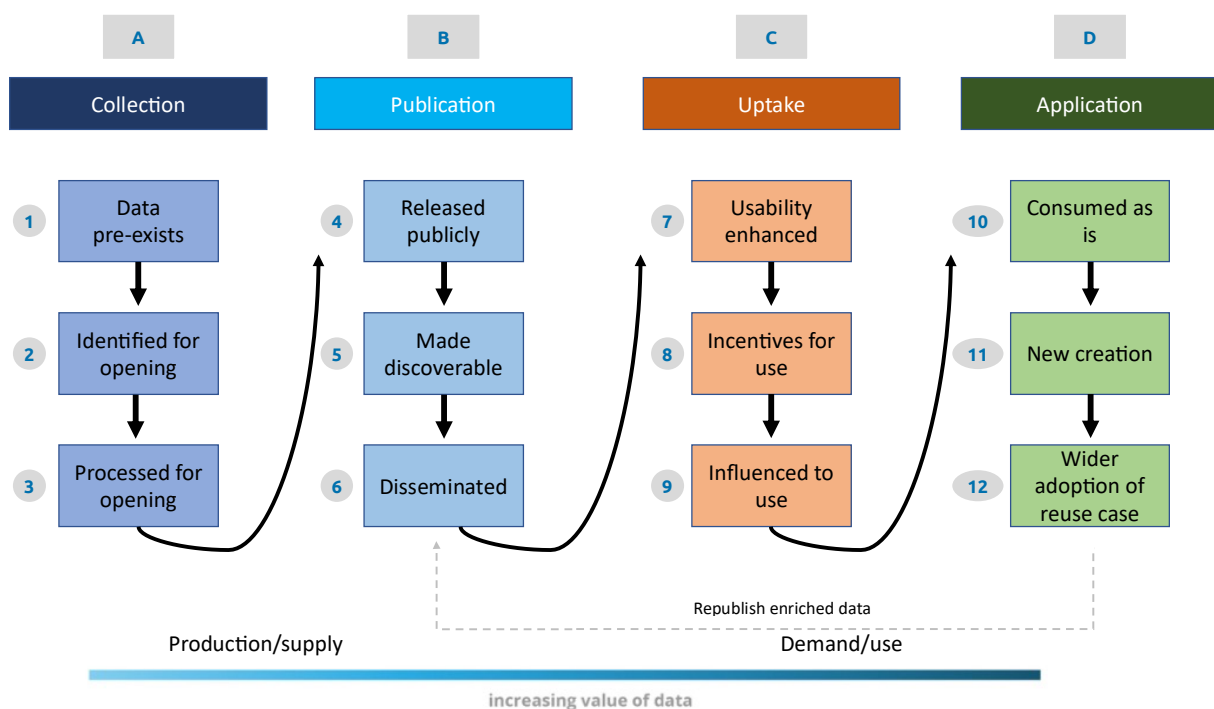 A
B
C
D
Collection
Publication
Uptake
Application
1
Data
pre-exists
2
Identified for
opening
3
Processed for
opening
4
Released
publicly
5
Made
discoverable
6
Disseminated
7
Usability
enhanced
8
Incentives for
use
9
Influenced to
use
10
Consumed as
is
11
New creation
12
Wider
adoption of
reuse case
Republish enriched data
Production/supply
Demand/use
increasing value of data